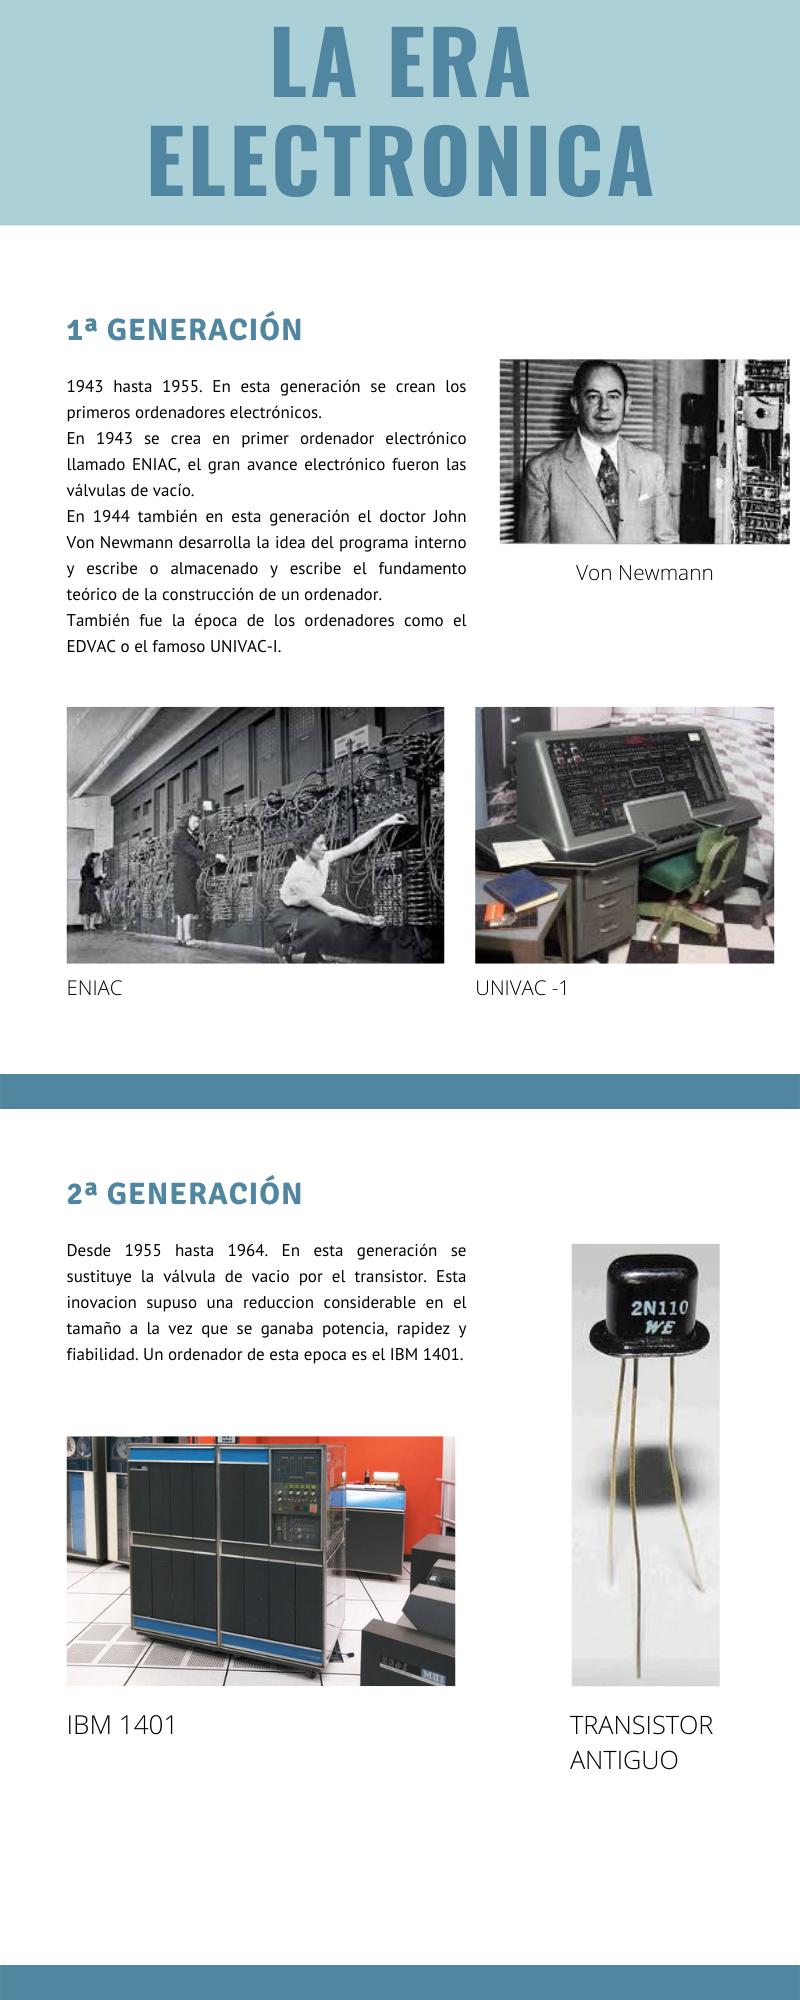 LA ERA
ELECTRONICA
1ª GENERACIÓN
1943 hasta 1955. En esta generación se crean los
primeros ordenadores electrónicos.
En 1943 se crea en primer ordenador electrónico
llamado ENIAC, el gran avance electrónico fueron las
válvulas de vacío.
En 1944 también en esta generación el doctor John
Von Newmann desarrolla la idea del programa interno
y escribe o almacenado y escribe el fundamento
teórico de la construcción de un ordenador.
También fue la época de los ordenadores como el
EDVAC o el famoso UNIVAC-I.
Von Newmann
ENIAC
UNIVAC -1
2ª GENERACIÓN
Desde 1955 hasta 1964. En esta generación se
sustituye la válvula de vacio por el transistor. Esta
inovacion supuso una reduccion considerable en el
tamaño a la vez que se ganaba potencia, rapidez y
fiabilidad. Un ordenador de esta epoca es el IBM 1401.
2N110
WE
IBM 1401
TRANSISTOR
ANTIGUO